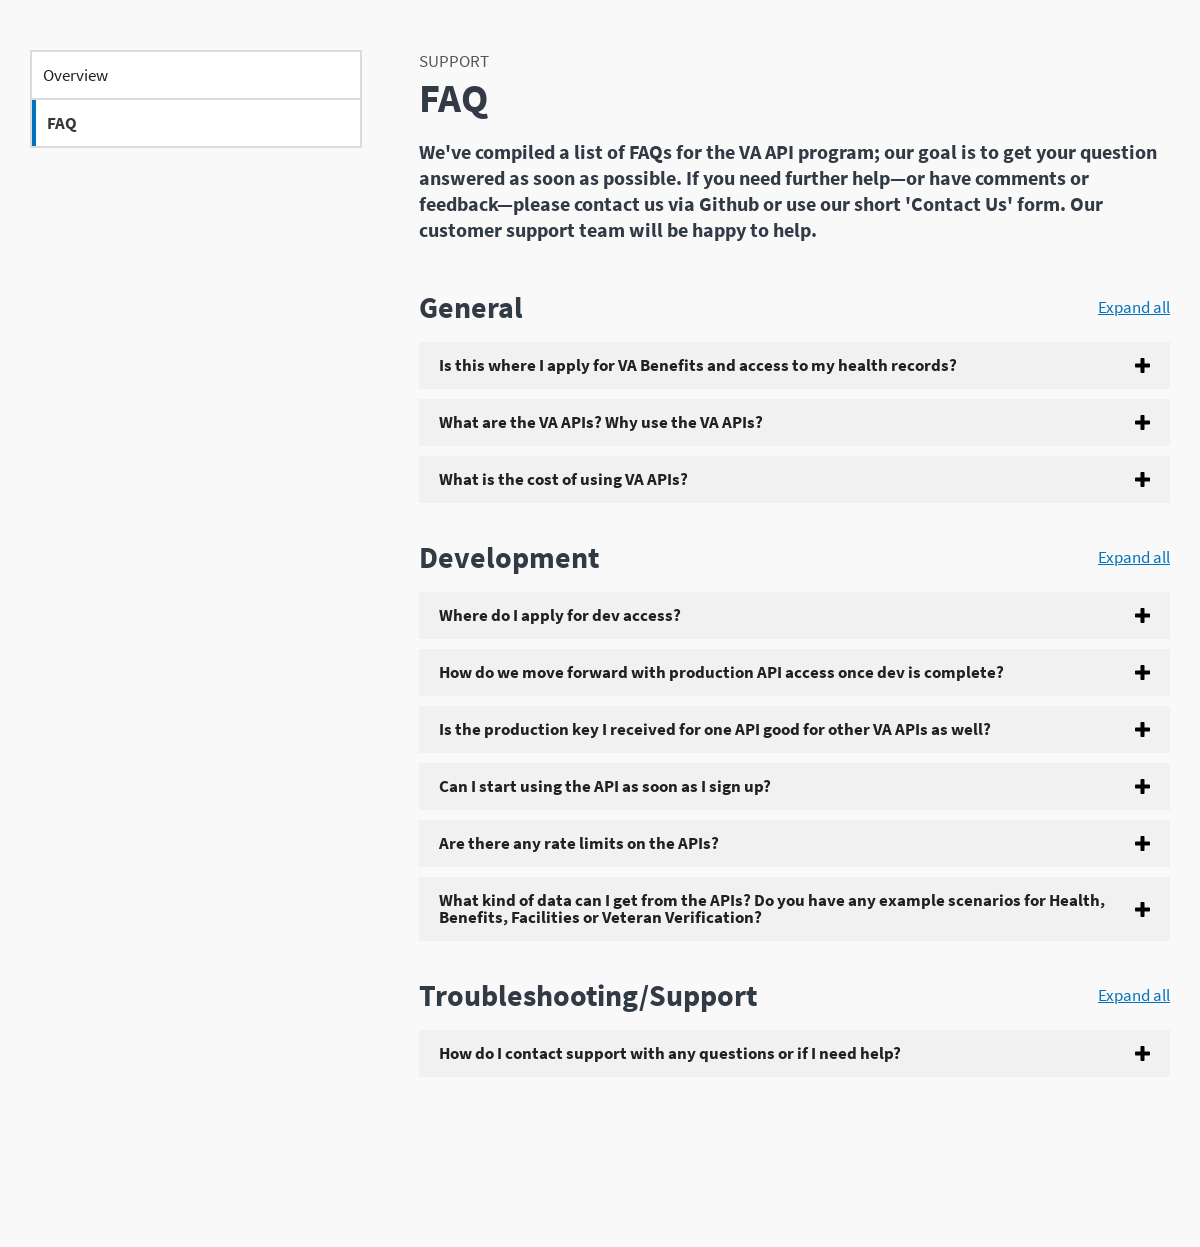 Overview
FAQ
SUPPORT
FAQ
We've compiled a list of FAQs for the VA API program; our goal is to get your question
answered as soon as possible. If you need further help—or have comments or
feedback—please contact us via Github or use our short 'Contact Us' form. Our
customer support team will be happy to help.
General
Expand all
Is this where I apply for VA Benefits and access to my health records?
What are the VA APIs? Why use the VA APIs?
What is the cost of using VA APIs?
Development
Expand all
Where do I apply for dev access?
How do we move forward with production API access once dev is complete?
Is the production key I received for one API good for other VA APIs as well?
Can I start using the API as soon as I sign up?
Are there any rate limits on the APIs?
What kind of data can I get from the APIs? Do you have any example scenarios for Health,
Benefits, Facilities or Veteran Verification?
Troubleshooting/Support
Expand all
How do I contact support with any questions or if I need help?